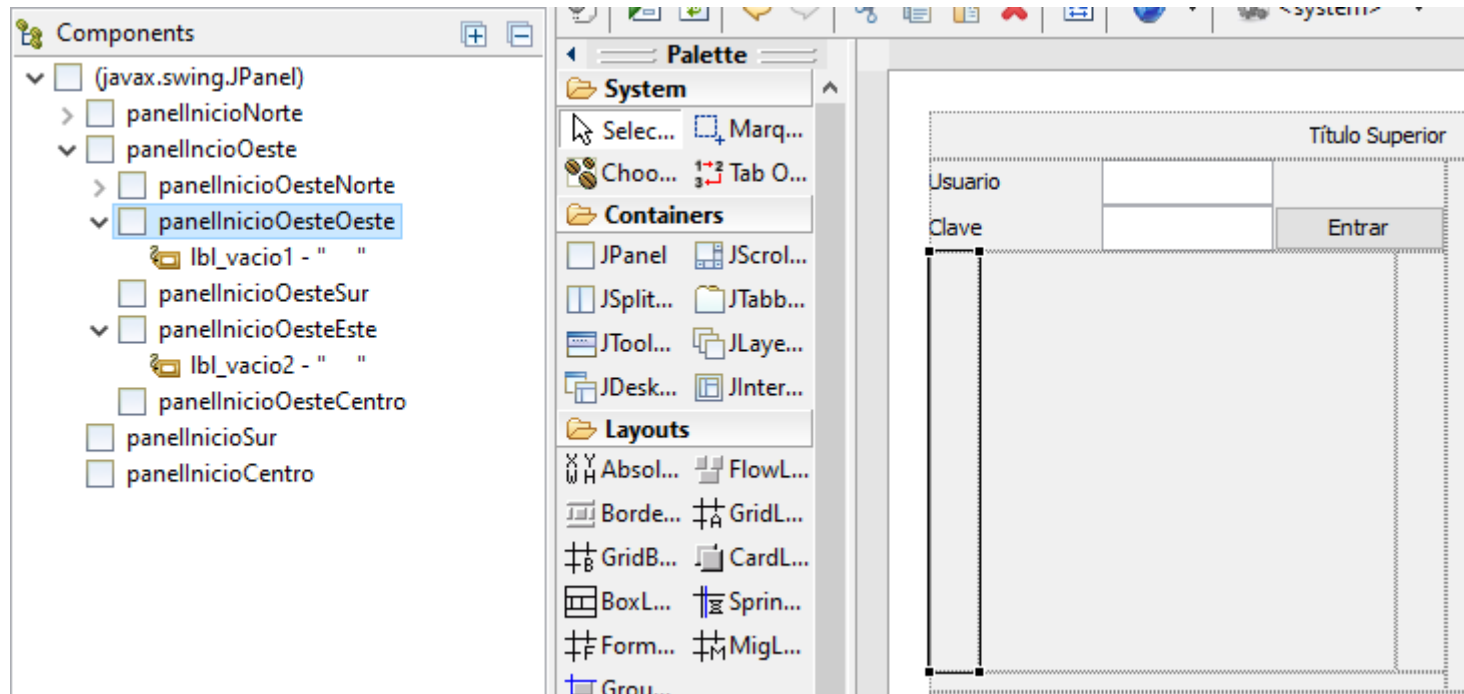 Components
(javax.swing.JPanel)
panelInicioNorte
panelIncioOeste
panelInicioOesteNorte
panelInicioOesteOeste
lbl_vacio1 - "    "
panelInicioOesteSur
panelInicioOesteEste
lbl_vacio2 - "    "
panelInicioOesteCentro
panelInicioSur
panelInicioCentro
<system>
Palette
System
Selec... Marq...
Choo... Tab O...
Containers
JPanel JScrol...
JSplit... JTabb...
JTool... JLaye...
JDesk... JInter...
Layouts
Absol... FlowL...
Borde... GridL...
GridB... CardL...
BoxL... Sprin...
Form... MigL...
Grou...
Título Superior
Usuario
Clave Entrar